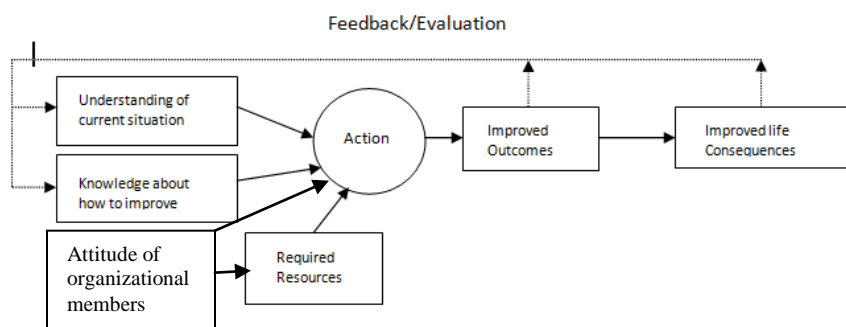 Feedback/Evaluation
Understanding of
current situation
Action
Improved
Outcomes
Improved life
Consequences
Knowledge about
how to improve
Attitude of
organizational
members
Required
Resources